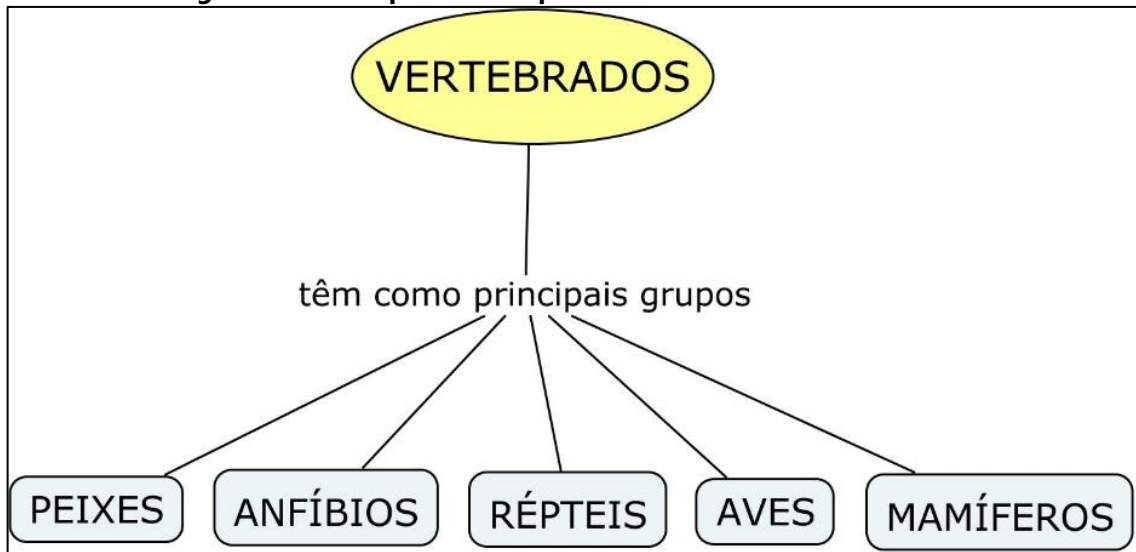 VERTEBRADOS
têm como principais grupos
PEIXES ANFÍBIOS RÉPTEIS AVES MAMÍFEROS